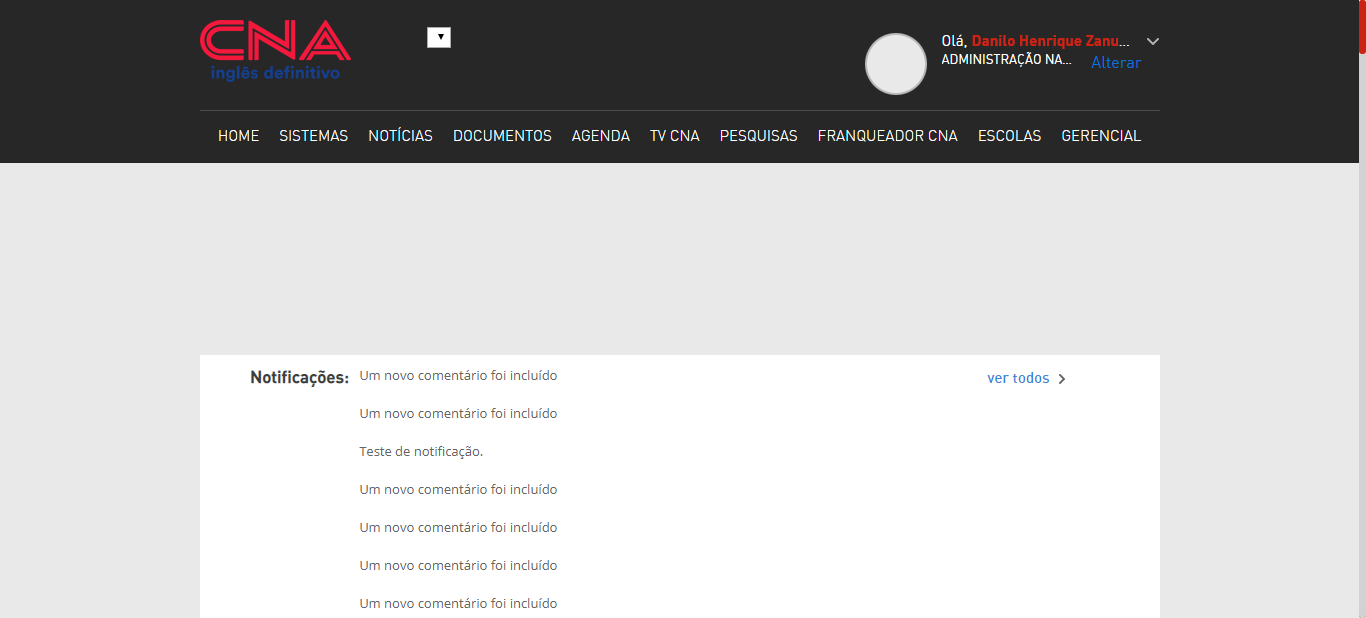 CNA
inglês definitivo
Olá, Danilo Henrique Zanu...
ADMINISTRAÇÃO NA... Alterar
HOME SISTEMAS NOTÍCIAS DOCUMENTOS AGENDA TV CNA PESQUISAS FRANQUEADOR CNA ESCOLAS GERENCIAL
Notificações: Um novo comentário foi incluído ver todos
Um novo comentário foi incluído
Teste de notificação.
Um novo comentário foi incluído
Um novo comentário foi incluído
Um novo comentário foi incluído
Um novo comentário foi incluído